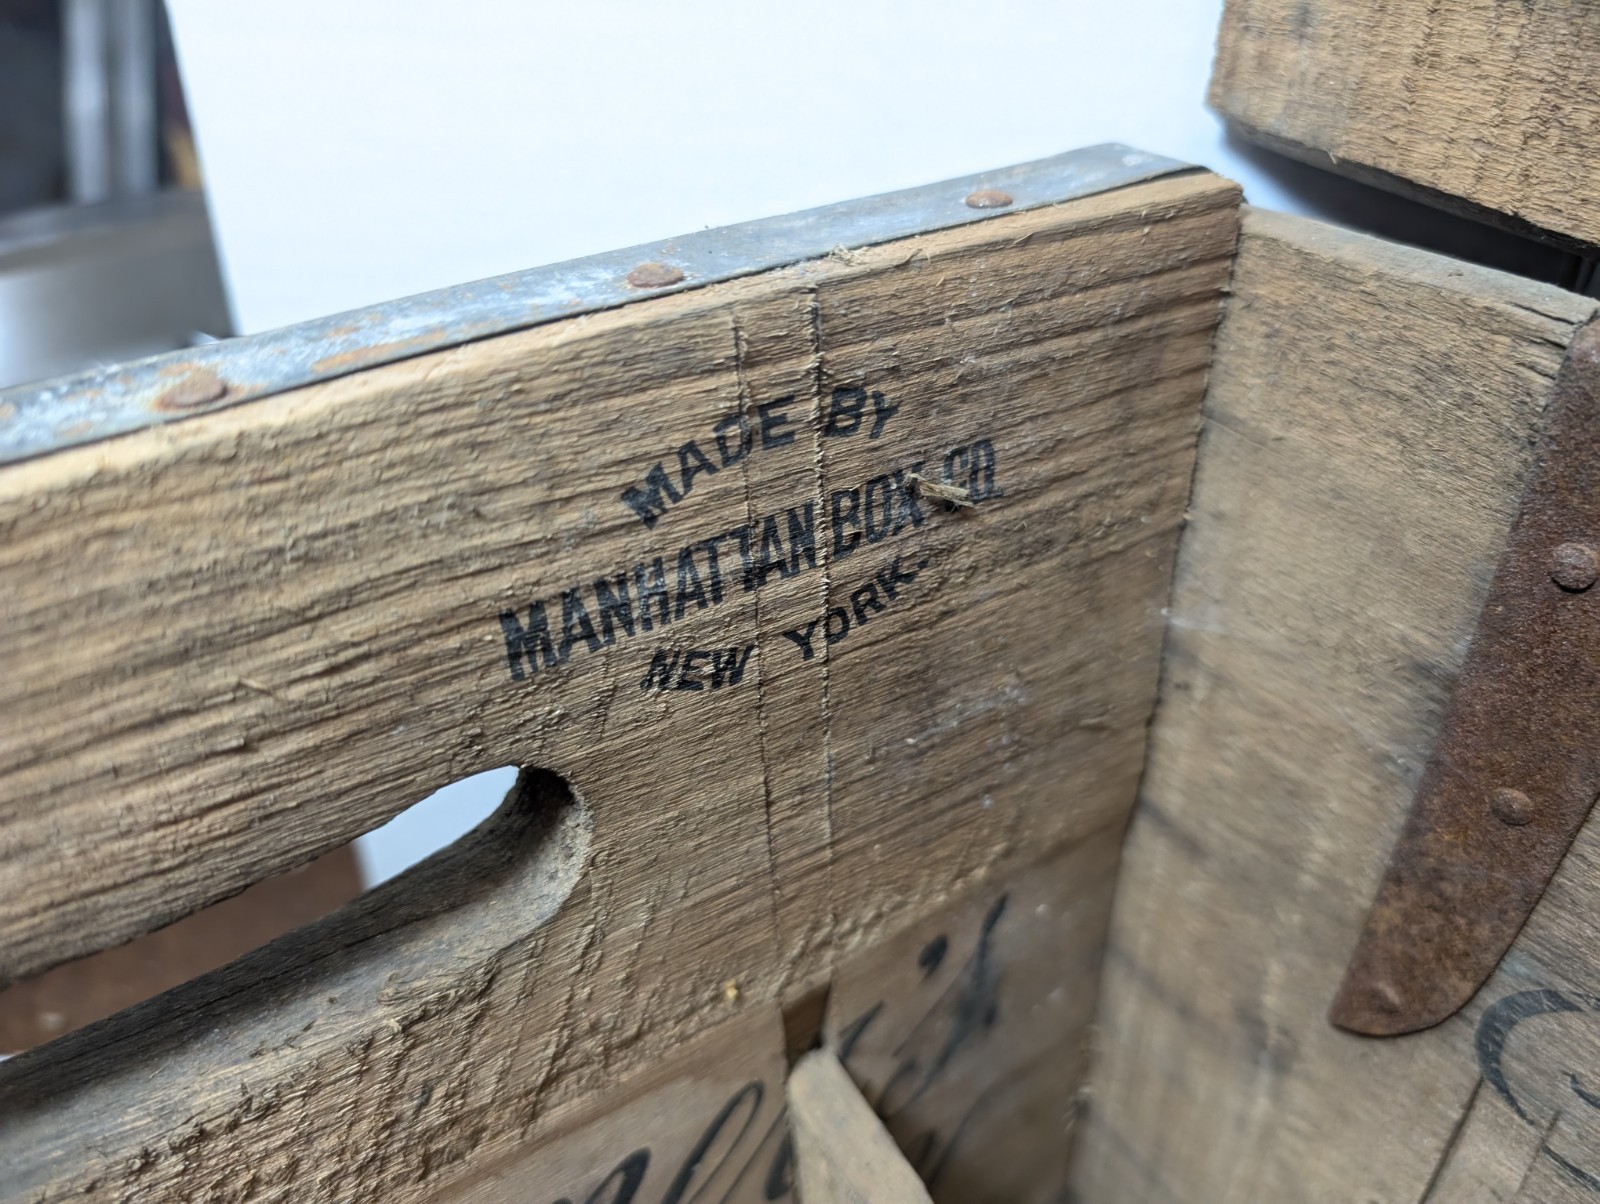 MADE BY
MANHATTAN BOX CO.
NEW YORK.